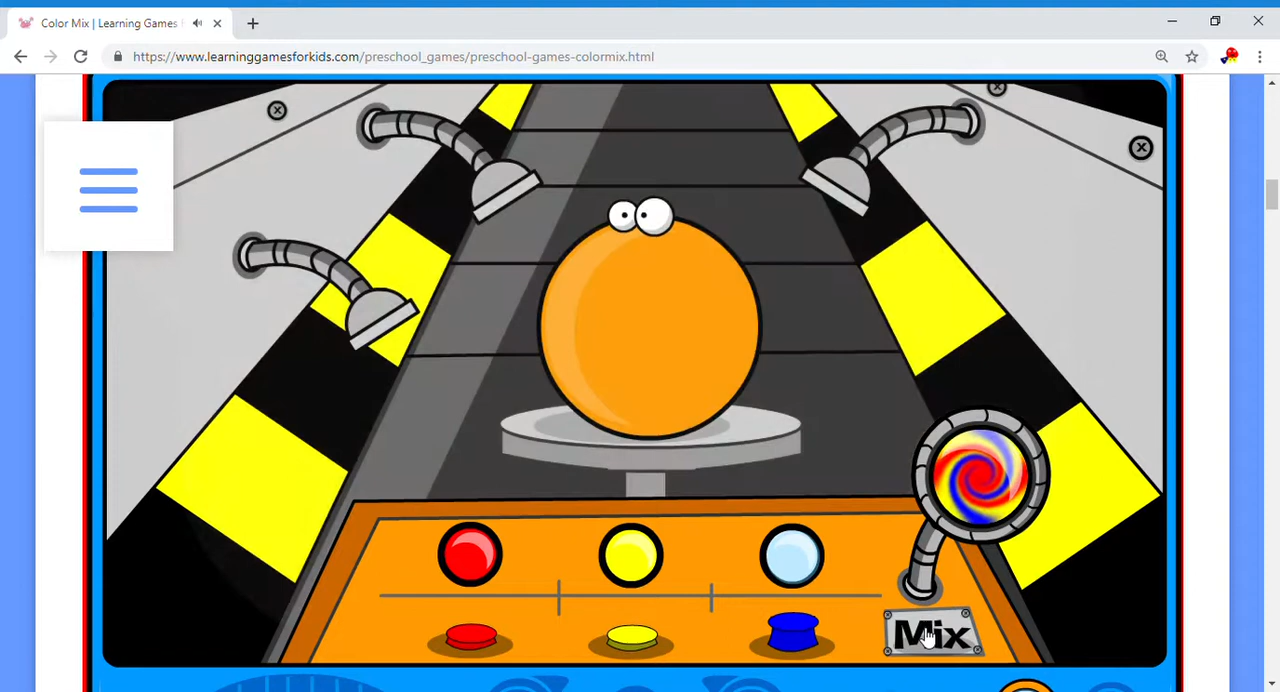 Color Mix | Learning Games
https://www.learninggamesforkids.com/preschool_games/preschool-games-colormix.html
Mix